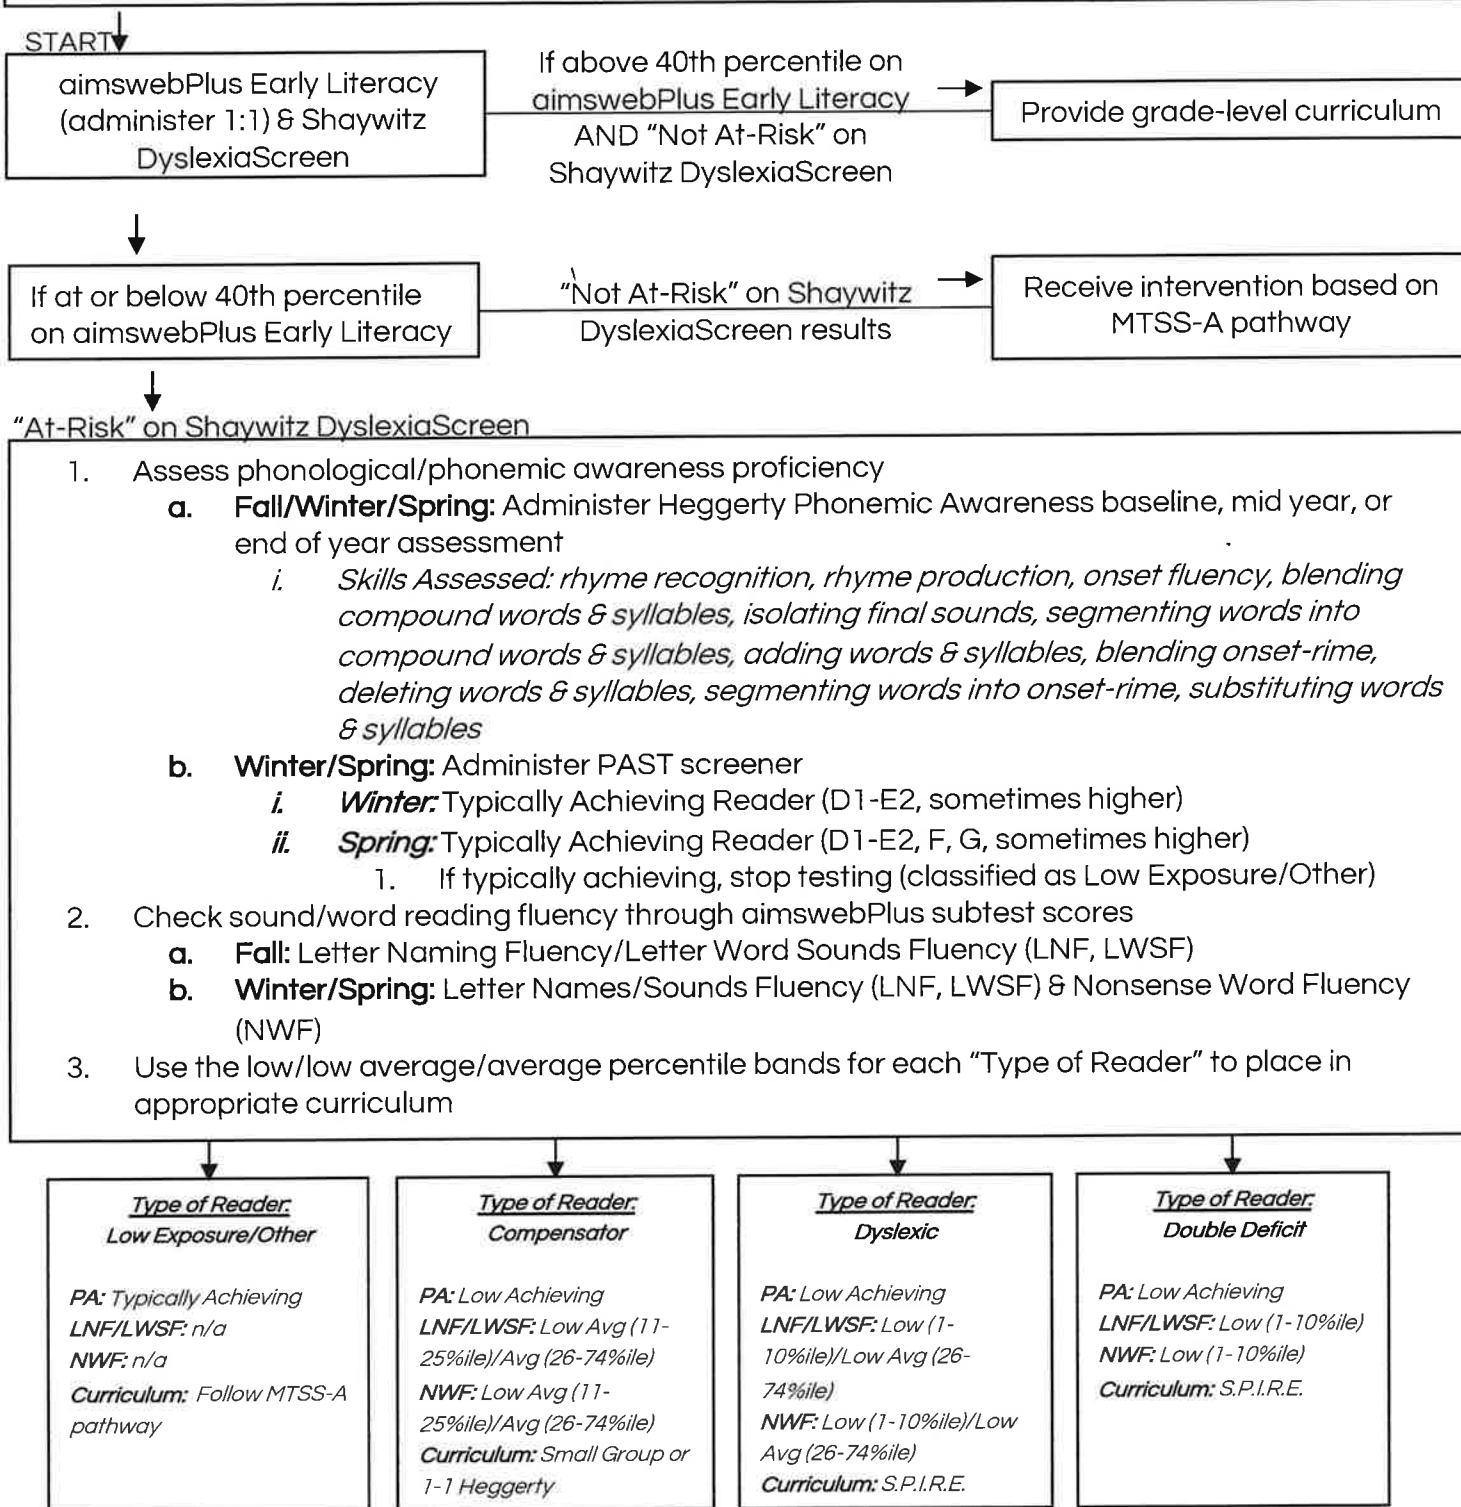 START
aimswebPlus Early Literacy
(administer 1:1) & Shaywitz
DyslexiaScreen
If above 40th percentile on
aimswebPlus Early Literacy
AND “Not At-Risk” on
Shaywitz DyslexiaScreen
Provide grade-level curriculum
If at or below 40th percentile
on aimswebPlus Early Literacy
“Not At-Risk” on Shaywitz
DyslexiaScreen results
Receive intervention based on
MTSS-A pathway
“At-Risk” on Shaywitz DyslexiaScreen
1. Assess phonological/phonemic awareness proficiency
a. Fall/Winter/Spring: Administer Heggerty Phonemic Awareness baseline, mid year, or
end of year assessment
i. Skills Assessed: rhyme recognition, rhyme production, onset fluency, blending
compound words & syllables, isolating final sounds, segmenting words into
compound words & syllables, adding words & syllables, blending onset-rime,
deleting words & syllables, segmenting words into onset-rime, substituting words
& syllables
b. Winter/Spring: Administer PAST screener
i. Winter: Typically Achieving Reader (D1-E2, sometimes higher)
ii. Spring: Typically Achieving Reader (D1-E2, F, G, sometimes higher)
1. If typically achieving, stop testing (classified as Low Exposure/Other)
2. Check sound/word reading fluency through aimswebPlus subtest scores
a. Fall: Letter Naming Fluency/Letter Word Sounds Fluency (LNF, LWSF)
b. Winter/Spring: Letter Names/Sounds Fluency (LNF, LWSF) & Nonsense Word Fluency
(NWF)
3. Use the low/low average/average percentile bands for each “Type of Reader” to place in
appropriate curriculum
Type of Reader:
Low Exposure/Other
PA: Typically Achieving
LNF/LWSF: n/a
NWF: n/a
Curriculum: Follow MTSS-A
pathway
Type of Reader:
Compensator
PA: Low Achieving
LNF/LWSF: Low Avg (11-
25%ile)/Avg (26-74%ile)
NWF: Low Avg (11-
25%ile)/Avg (26-74%ile)
Curriculum: Small Group or
1-1 Heggerty
Type of Reader:
Dyslexic
PA: Low Achieving
LNF/LWSF: Low (1-
10%ile)/Low Avg (26-
74%ile)
NWF: Low (1-10%ile)/Low
Avg (26-74%ile)
Curriculum: S.P.I.R.E.
Type of Reader:
Double Deficit
PA: Low Achieving
LNF/LWSF: Low (1-10%ile)
NWF: Low (1-10%ile)
Curriculum: S.P.I.R.E.